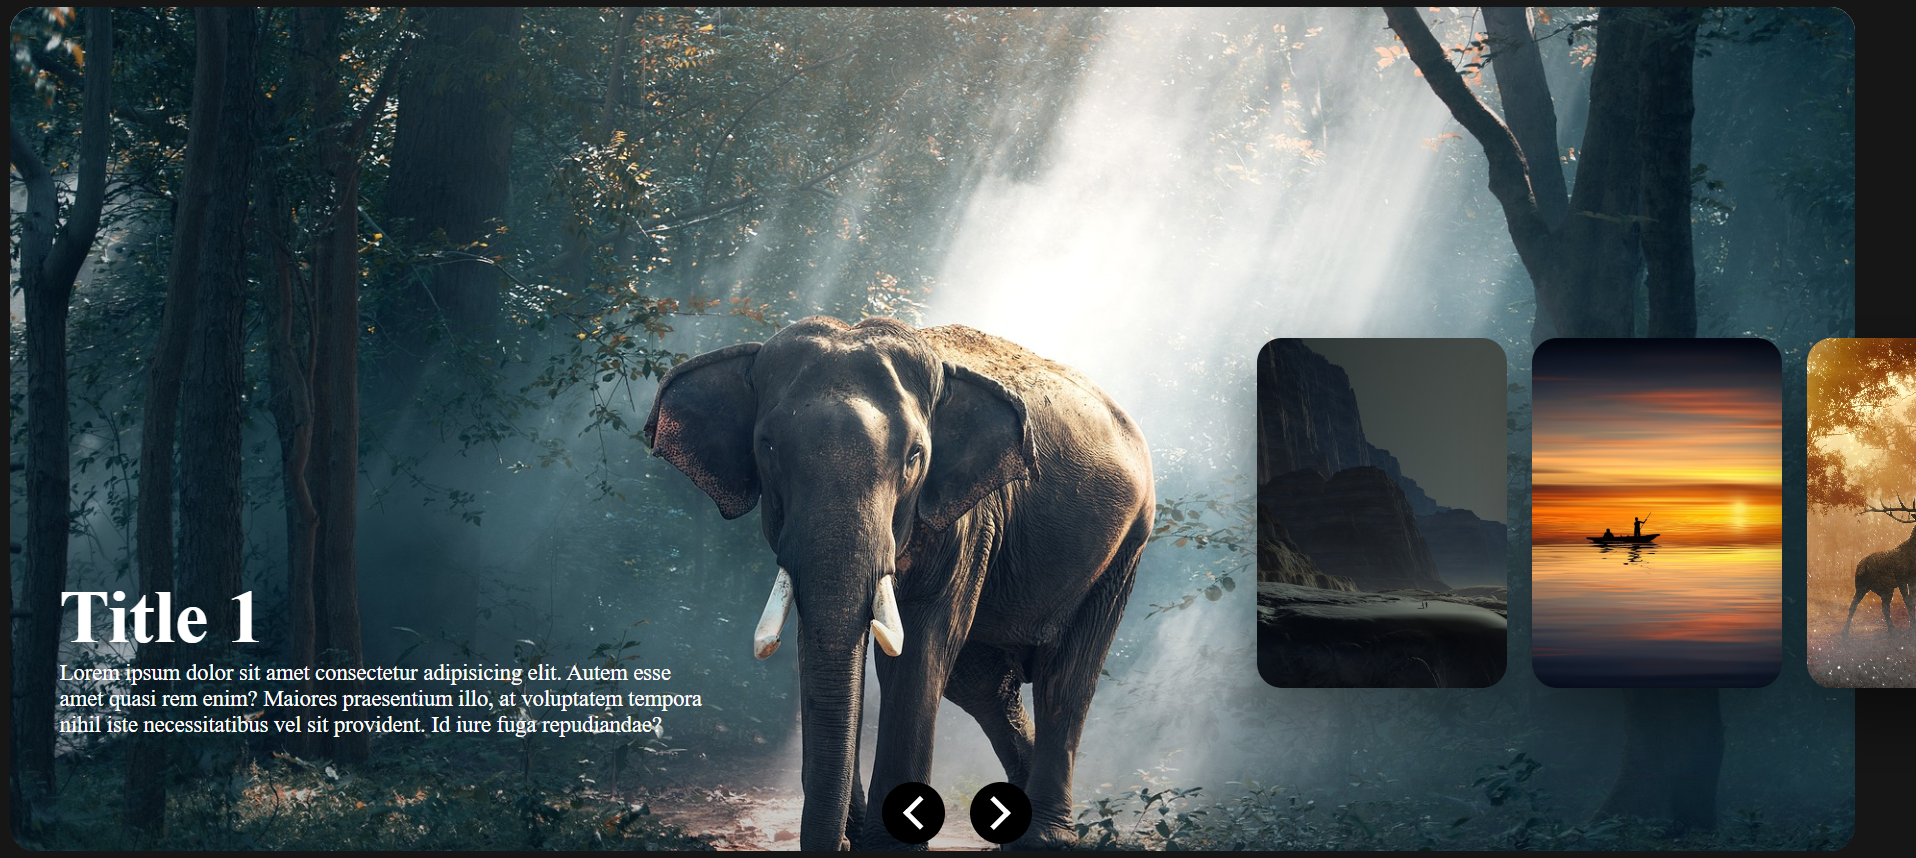 Title 1
Lorem ipsum dolor sit amet consectetur adipisicing elit. Autem esse
amet quasi rem enim? Maiores praesentium illo, at voluptatem tempora
nihil iste necessitatibus vel sit provident. Id iure fuga repudiandae?